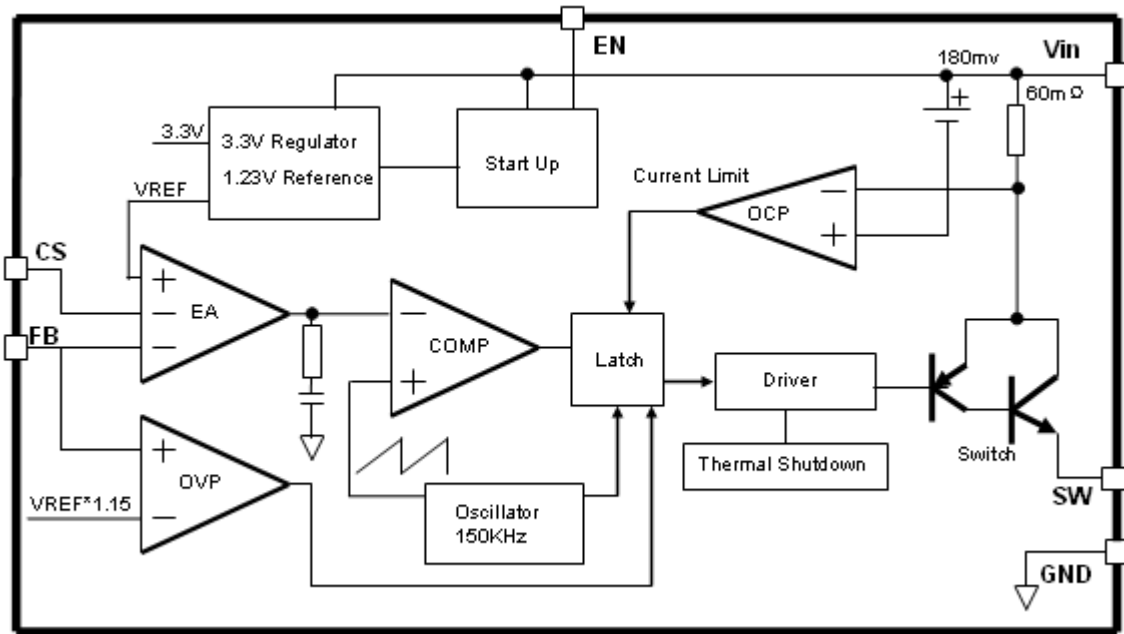 EN
180mv
Vin
+
60mΩ
3.3V
3.3V Regulator
1.23V Reference
Start Up
Current Limit
VREF
OCP
−
+
CS
+
−
−
EA
FB
−
+
COMP
Latch
Driver
Thermal Shutdown
Switch
+
−
OVP
VREF*1.15
Oscillator
150KHz
SW
GND